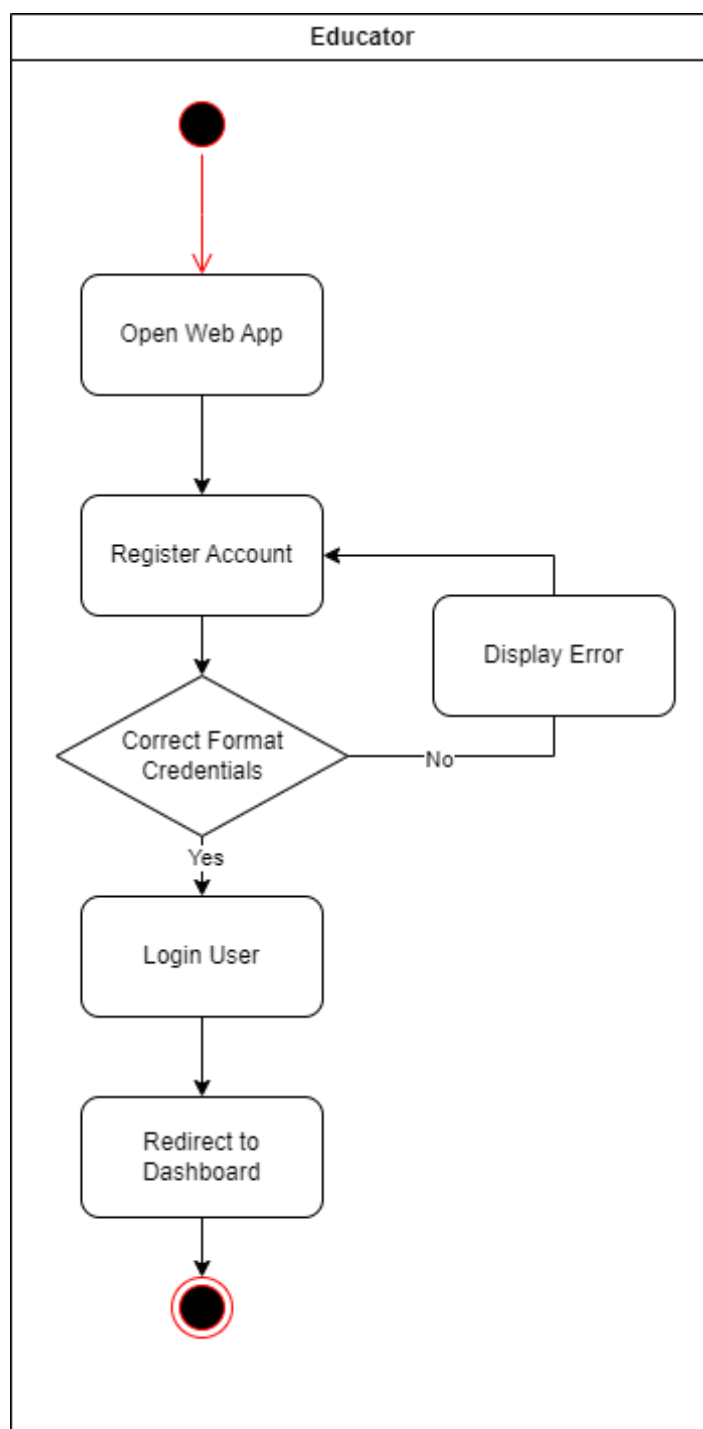 Educator
Open Web App
Register Account
Display Error
Correct Format
Credentials
No
Yes
Login User
Redirect to
Dashboard